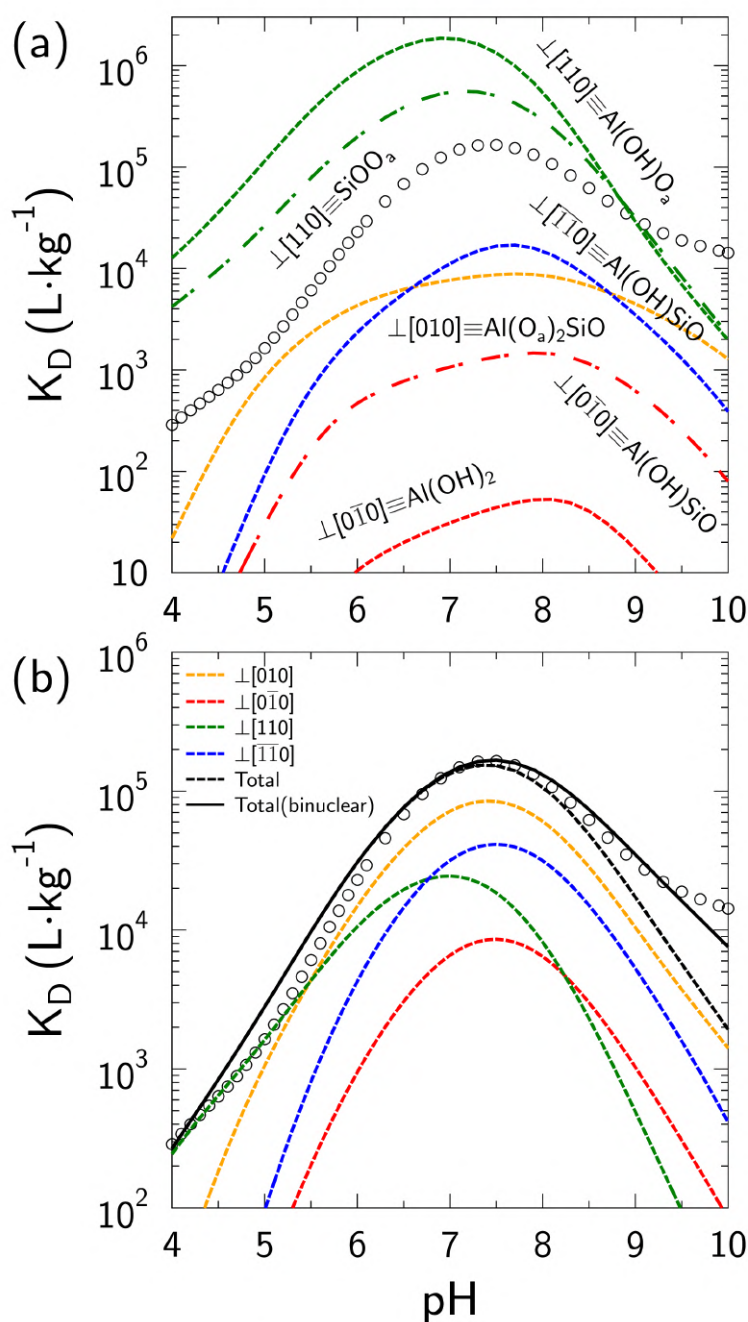 (a)
10⁶
10⁵
10⁴
10³
10²
10
K_D (L·kg⁻¹)
⊥[110]≡Al(OH)Oₐ
⊥[110]≡SiOOₐ
⊥[1̅1̅0]≡Al(OH)SiO
⊥[010]≡Al(Oₐ)₂SiO
⊥[01̅0]≡Al(OH)SiO
⊥[01̅0]≡Al(OH)₂
4 5 6 7 8 9 10
(b)
10⁶
10⁵
10⁴
10³
10²
K_D (L·kg⁻¹)
⊥[010]
⊥[01̅0]
⊥[110]
⊥[1̅1̅0]
Total
Total(binuclear)
4 5 6 7 8 9 10
pH